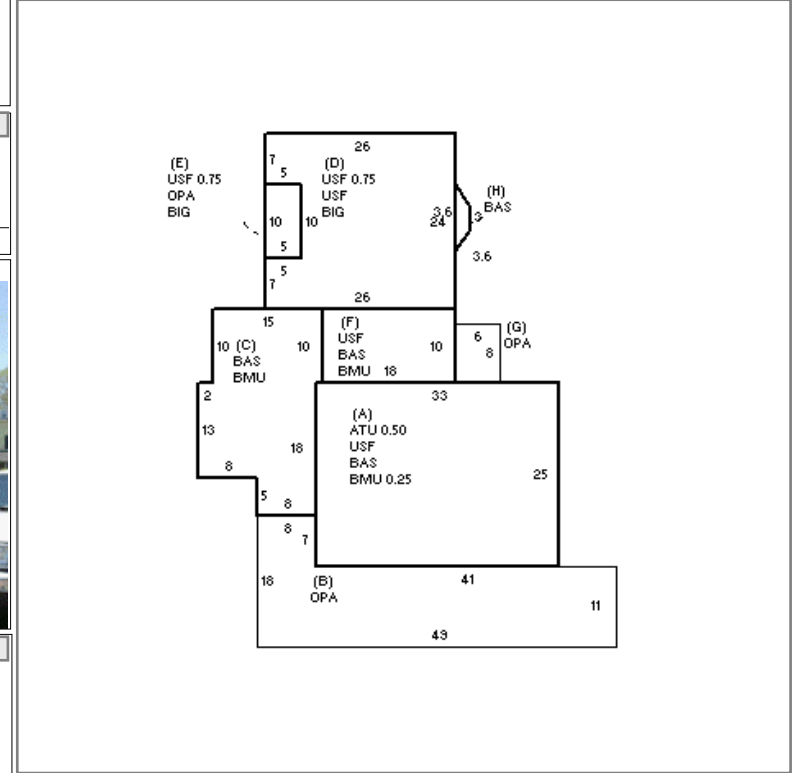 26
(E)
USF 0.75
OPA
BIG
7
5
(D)
USF 0.75
USF
BIG
(H)
BAS
10
10
3.6
24
3
5
5
3.6
7
26
15
(F)
USF
BAS
BMU
18
10
(G)
OPA
6
8
10
(C)
BAS
BMU
10
2
33
13
(A)
ATU 0.50
USF
BAS
BMU 0.25
18
25
8
5
8
8
7
18
(B)
OPA
41
11
49